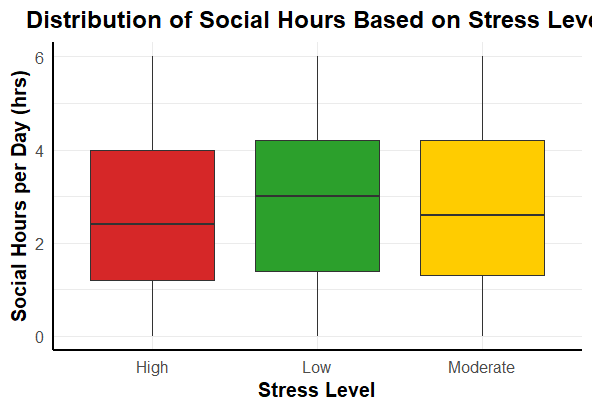 Distribution of Social Hours Based on Stress Leve
Social Hours per Day (hrs)
6
4
2
0
High Low Moderate
Stress Level